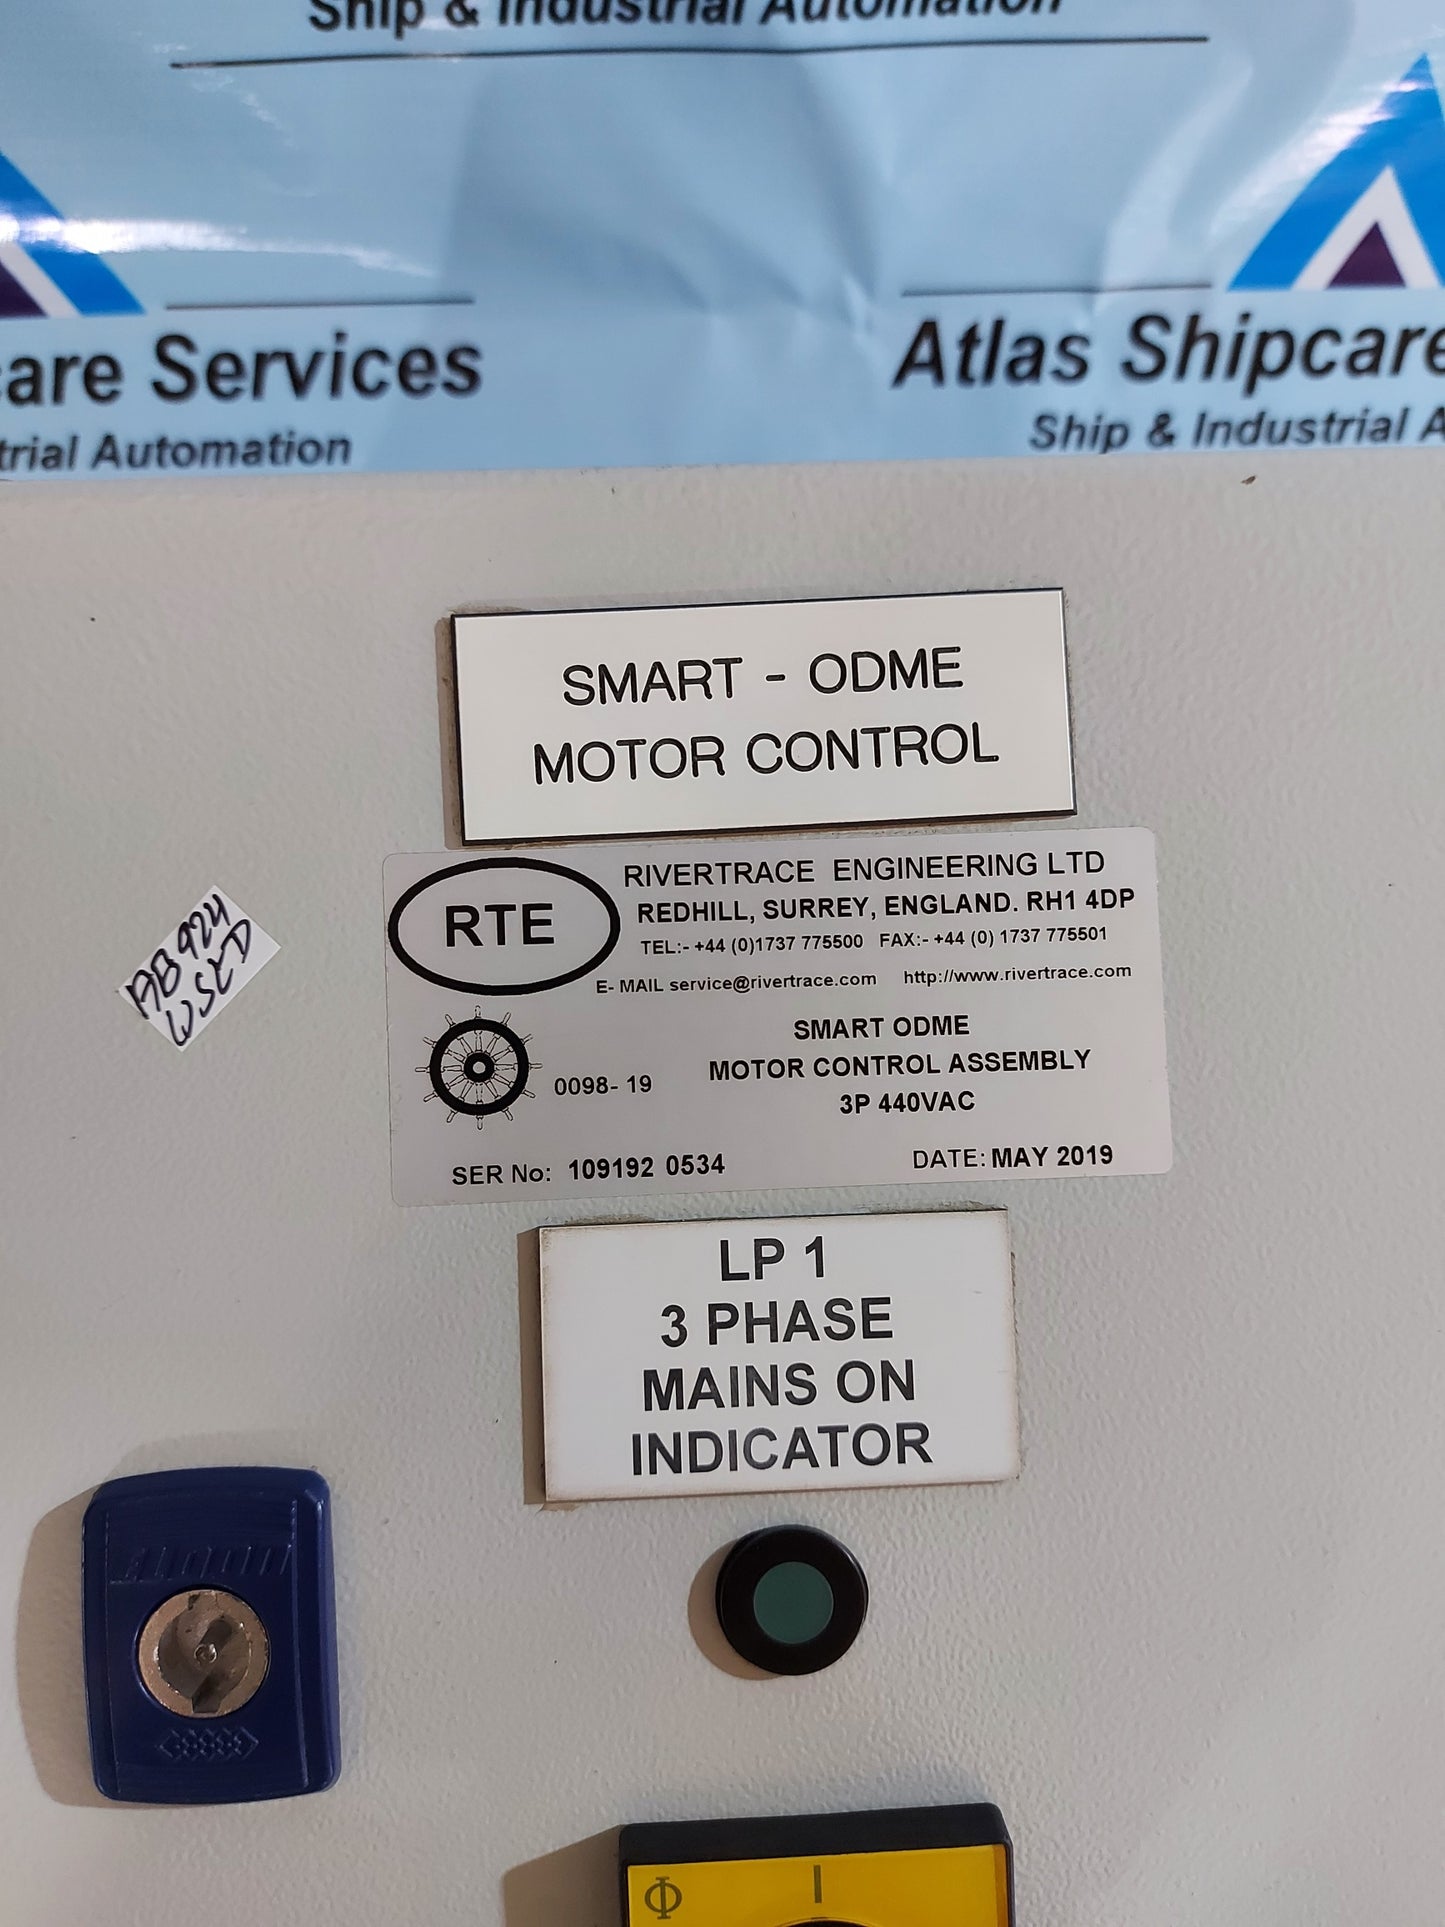 Ship & Industrial Automation
care Services
trial Automation
Atlas Shipcare
Ship & Industrial A
SMART - ODME
MOTOR CONTROL
RTE
RIVERTRACE ENGINEERING LTD
REDHILL, SURREY, ENGLAND. RH1 4DP
TEL:- +44 (0)1737 775500 FAX:- +44 (0) 1737 775501
E- MAIL service@rivertrace.com http://www.rivertrace.com
SMART ODME
MOTOR CONTROL ASSEMBLY
0098- 19
3P 440VAC
SER No: 109192 0534
DATE: MAY 2019
AB924
USED
LP 1
3 PHASE
MAINS ON
INDICATOR
I